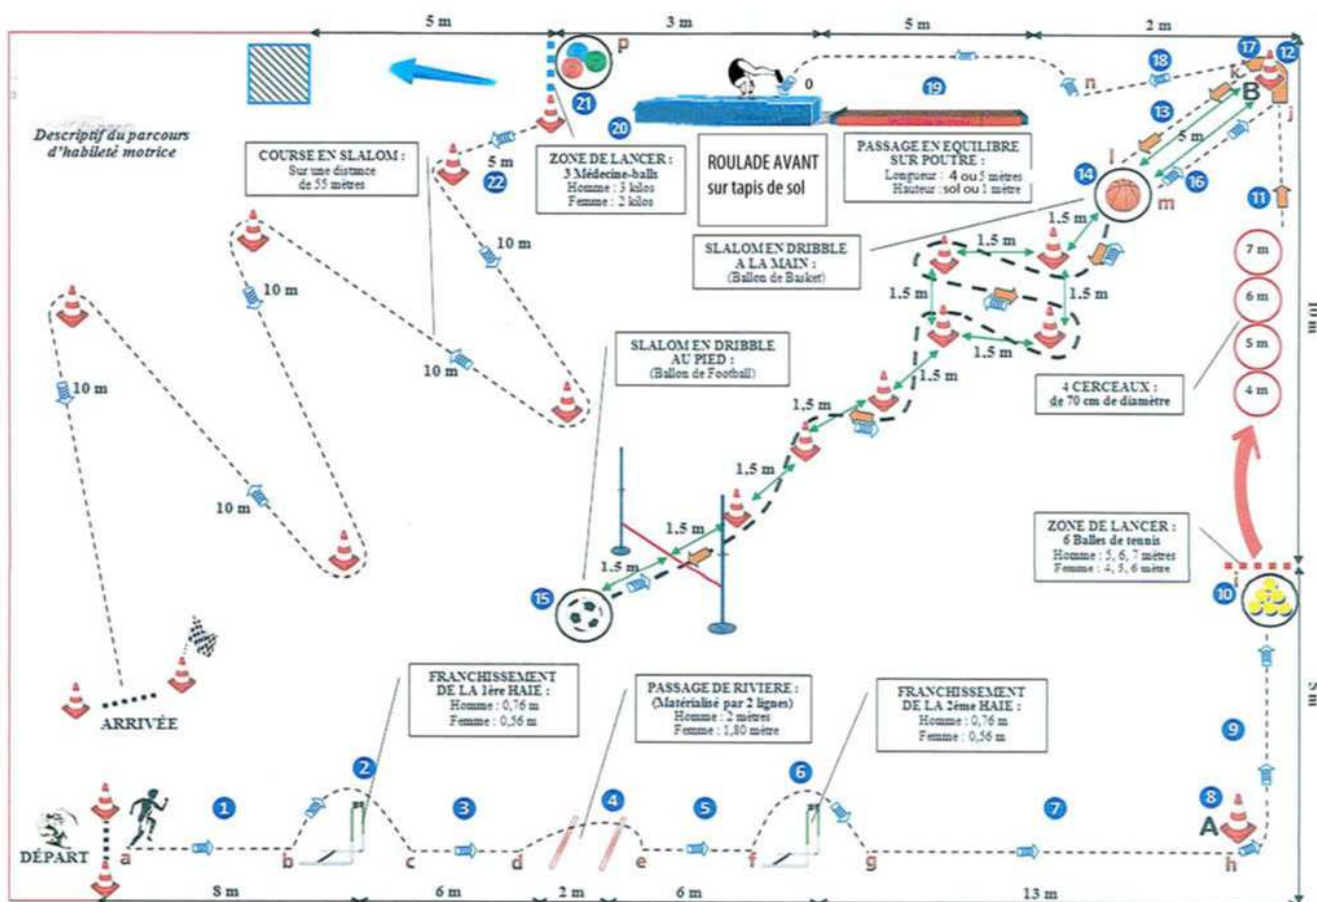 5 m
3 m
5 m
2 m
p
21
o
n
18
17
12
k
B
j
19
20
13
5 m
l
14
m
16
11
Descriptif du parcours
d'habileté motrice
COURSE EN SLALOM :
Sur une distance
de 55 mètres
5 m
22
ZONE DE LANCER :
3 Médecine-balls
Homme : 3 kilos
Femme : 2 kilos
ROULADE AVANT
sur tapis de sol
PASSAGE EN EQUILIBRE
SUR POUTRE :
Longueur : 4 ou 5 mètres
Hauteur : sol ou 1 mètre
SLALOM EN DRIBBLE
A LA MAIN :
(Ballon de Basket)
1.5 m
1.5 m
1.5 m
1.5 m
1.5 m
1.5 m
1,5 m
1.5 m
1.5 m
1.5 m
7 m
6 m
5 m
4 m
10 m
10 m
10 m
10 m
10 m
10 m
SLALOM EN DRIBBLE
AU PIED :
(Ballon de Football)
4 CERCEAUX :
de 70 cm de diamètre
ZONE DE LANCER :
6 Balles de tennis
Homme : 5, 6, 7 mètres
Femme : 4, 5, 6 mètre
i
10
15
5 m
ARRIVÉE
FRANCHISSEMENT
DE LA 1ère HAIE :
Homme : 0,76 m
Femme : 0,56 m
PASSAGE DE RIVIERE :
(Matérialisé par 2 lignes)
Homme : 2 mètres
Femme : 1,80 mètre
FRANCHISSEMENT
DE LA 2ème HAIE :
Homme : 0,76 m
Femme : 0,56 m
9
DÉPART
1
2
3
4
5
6
7
8
A
a
b
c
d
e
f
g
h
8 m
6 m
2 m
6 m
13 m